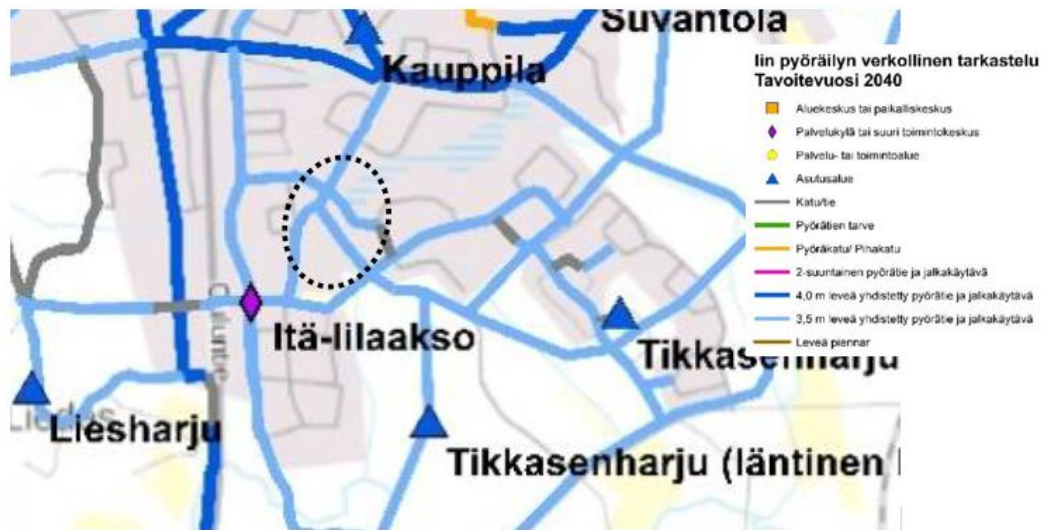 Suvantola
Kauppila
Itä-Iilaakso
Tikkasenharju
Liesharju
Tikkasenharju (läntinen
Iin pyöräilyn verkollinen tarkastelu
Tavoitevuosi 2040
Aluekeskus tai paikalliskeskus
Palvelukylä tai suuri toimintokeskus
Palvelu- tai toimintoalue
Asutusalue
Katu/tie
Pyörätien tarve
Pyöräkatu/ Pihakatu
2-suuntainen pyörätie ja jalkakäytävä
4,0 m leveä yhdistetty pyörätie ja jalkakäytävä
3,5 m leveä yhdistetty pyörätie ja jalkakäytävä
Leveä piennar